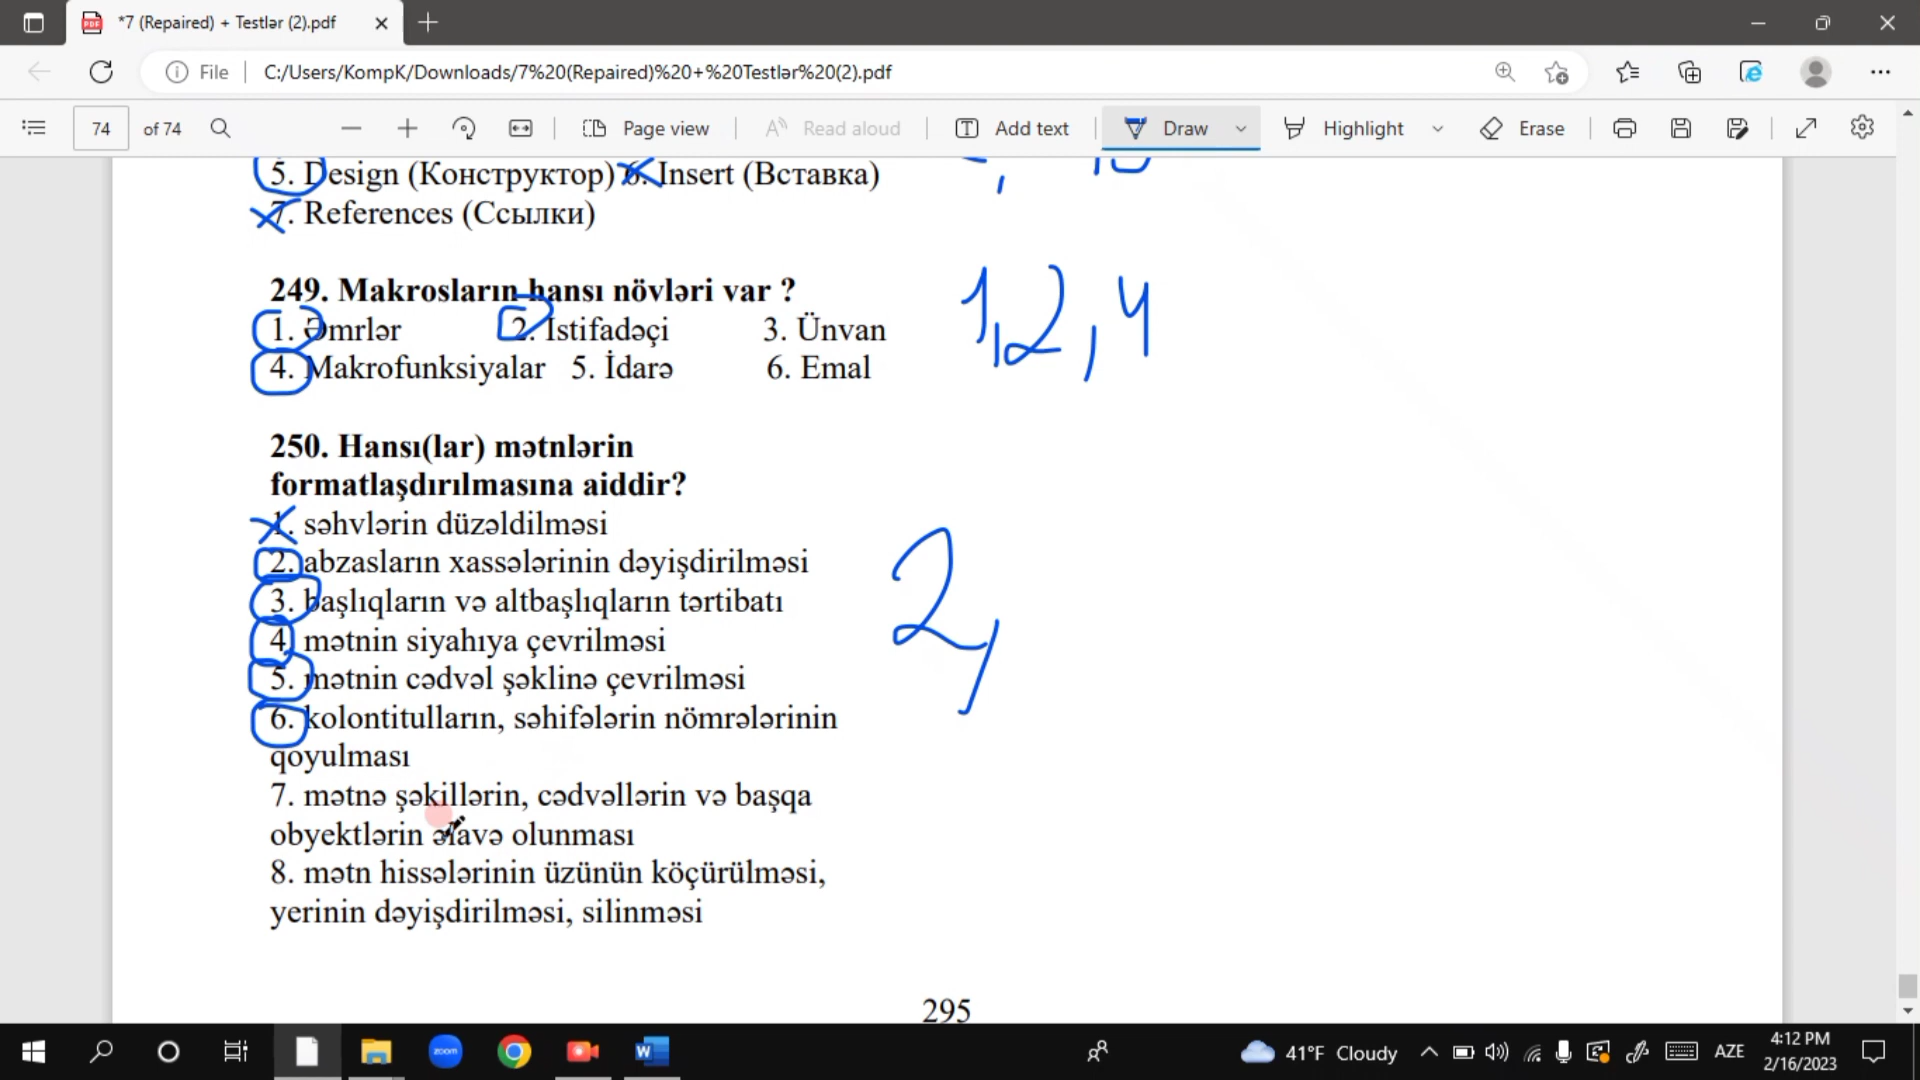 *7 (Repaired) + Testlər (2).pdf
File
C:/Users/KompK/Downloads/7%20(Repaired)%20+%20Testlər%20(2).pdf
74 of 74
Page view
Read aloud
Add text
Draw
Highlight
Erase
5. Design (Конструктор) 6. Insert (Вставка)
7. References (Ссылки)
249. Makrosların hansı növləri var ?
1. Əmrlər 2. İstifadəçi 3. Ünvan
4. Makrofunksiyalar 5. İdarə 6. Emal
1,2,4
250. Hansı(lar) mətnlərin
formatlaşdırılmasına aiddir?
1. səhvlərin düzəldilməsi
2. abzasların xassələrinin dəyişdirilməsi
3. başlıqların və altbaşlıqların tərtibatı
4. mətnin siyahıya çevrilməsi
5. mətnin cədvəl şəklinə çevrilməsi
6. kolontitulların, səhifələrin nömrələrinin
qoyulması
7. mətnə şəkillərin, cədvəllərin və başqa
obyektlərin əlavə olunması
8. mətn hissələrinin üzünün köçürülməsi,
yerinin dəyişdirilməsi, silinməsi
2,
295
zoom
41°F Cloudy
AZE
4:12 PM
2/16/2023